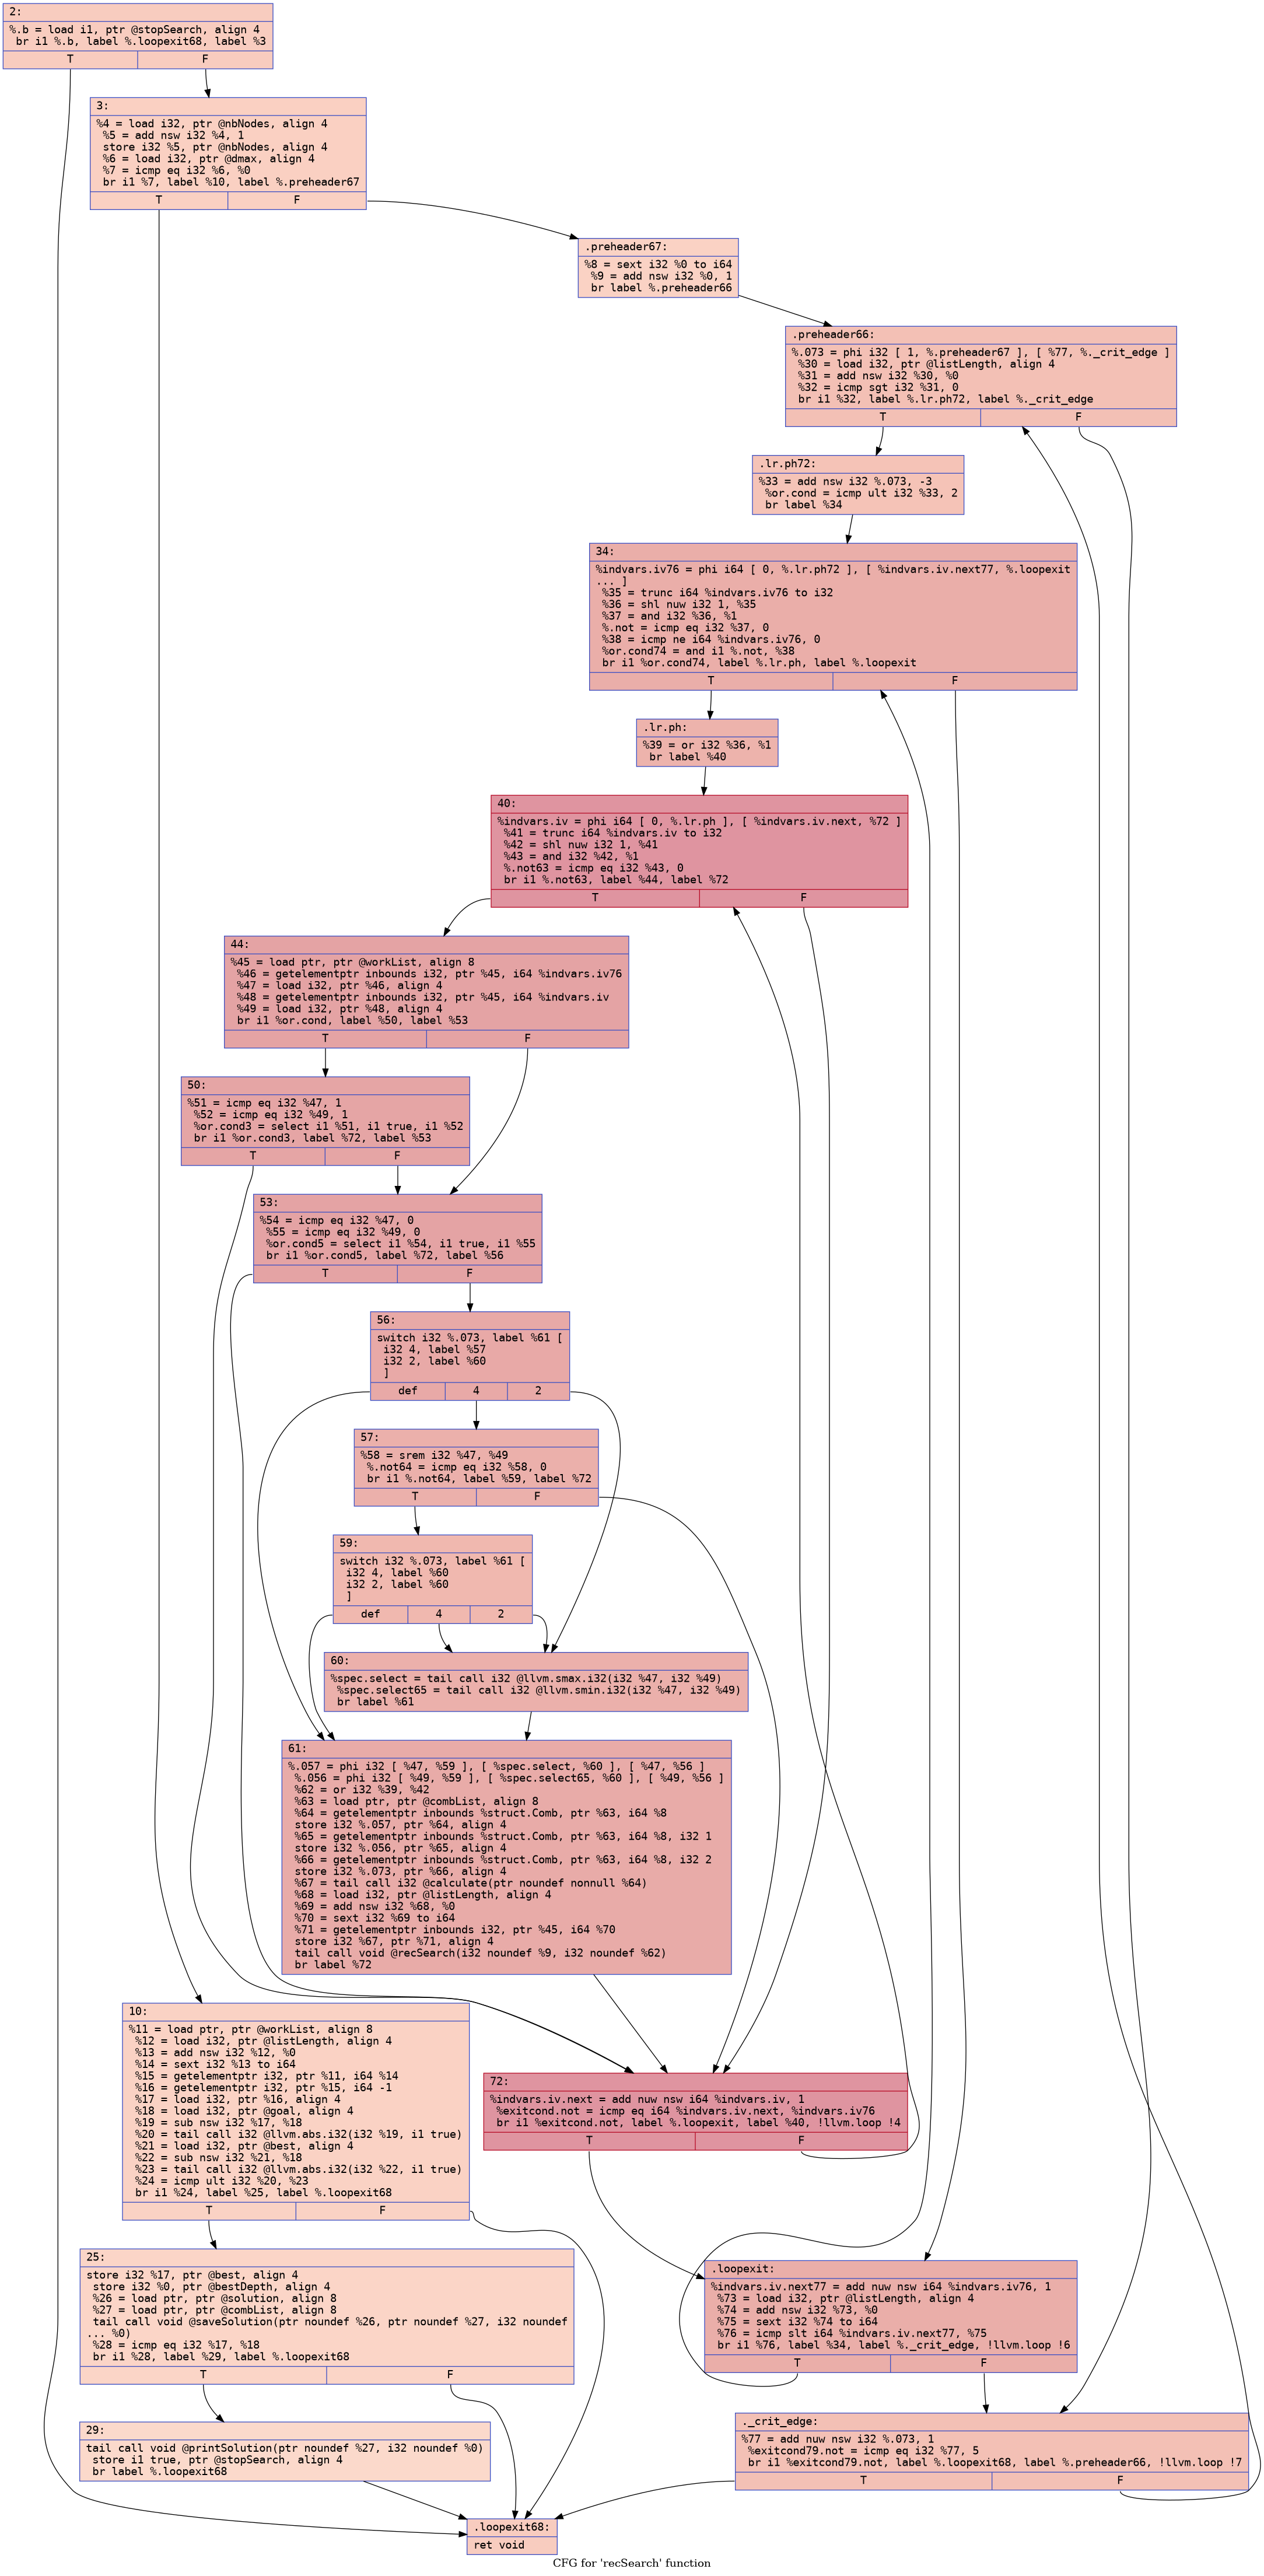 2:
%.b = load i1, ptr @stopSearch, align 4
br i1 %.b, label %.loopexit68, label %3
T F
3:
%4 = load i32, ptr @nbNodes, align 4
%5 = add nsw i32 %4, 1
store i32 %5, ptr @nbNodes, align 4
%6 = load i32, ptr @dmax, align 4
%7 = icmp eq i32 %6, %0
br i1 %7, label %10, label %.preheader67
T F
.preheader67:
%8 = sext i32 %0 to i64
%9 = add nsw i32 %0, 1
br label %.preheader66
.preheader66:
%.073 = phi i32 [ 1, %.preheader67 ], [ %77, %._crit_edge ]
%30 = load i32, ptr @listLength, align 4
%31 = add nsw i32 %30, %0
%32 = icmp sgt i32 %31, 0
br i1 %32, label %.lr.ph72, label %._crit_edge
T F
.lr.ph72:
%33 = add nsw i32 %.073, -3
%or.cond = icmp ult i32 %33, 2
br label %34
34:
%indvars.iv76 = phi i64 [ 0, %.lr.ph72 ], [ %indvars.iv.next77, %.loopexit
... ]
%35 = trunc i64 %indvars.iv76 to i32
%36 = shl nuw i32 1, %35
%37 = and i32 %36, %1
%.not = icmp eq i32 %37, 0
%38 = icmp ne i64 %indvars.iv76, 0
%or.cond74 = and i1 %.not, %38
br i1 %or.cond74, label %.lr.ph, label %.loopexit
T F
.lr.ph:
%39 = or i32 %36, %1
br label %40
40:
%indvars.iv = phi i64 [ 0, %.lr.ph ], [ %indvars.iv.next, %72 ]
%41 = trunc i64 %indvars.iv to i32
%42 = shl nuw i32 1, %41
%43 = and i32 %42, %1
%.not63 = icmp eq i32 %43, 0
br i1 %.not63, label %44, label %72
T F
44:
%45 = load ptr, ptr @workList, align 8
%46 = getelementptr inbounds i32, ptr %45, i64 %indvars.iv76
%47 = load i32, ptr %46, align 4
%48 = getelementptr inbounds i32, ptr %45, i64 %indvars.iv
%49 = load i32, ptr %48, align 4
br i1 %or.cond, label %50, label %53
T F
50:
%51 = icmp eq i32 %47, 1
%52 = icmp eq i32 %49, 1
%or.cond3 = select i1 %51, i1 true, i1 %52
br i1 %or.cond3, label %72, label %53
T F
53:
%54 = icmp eq i32 %47, 0
%55 = icmp eq i32 %49, 0
%or.cond5 = select i1 %54, i1 true, i1 %55
br i1 %or.cond5, label %72, label %56
T F
56:
switch i32 %.073, label %61 [
i32 4, label %57
i32 2, label %60
]
def 4 2
57:
%58 = srem i32 %47, %49
%.not64 = icmp eq i32 %58, 0
br i1 %.not64, label %59, label %72
T F
59:
switch i32 %.073, label %61 [
i32 4, label %60
i32 2, label %60
]
def 4 2
60:
%spec.select = tail call i32 @llvm.smax.i32(i32 %47, i32 %49)
%spec.select65 = tail call i32 @llvm.smin.i32(i32 %47, i32 %49)
br label %61
61:
%.057 = phi i32 [ %47, %59 ], [ %spec.select, %60 ], [ %47, %56 ]
%.056 = phi i32 [ %49, %59 ], [ %spec.select65, %60 ], [ %49, %56 ]
%62 = or i32 %39, %42
%63 = load ptr, ptr @combList, align 8
%64 = getelementptr inbounds %struct.Comb, ptr %63, i64 %8
store i32 %.057, ptr %64, align 4
%65 = getelementptr inbounds %struct.Comb, ptr %63, i64 %8, i32 1
store i32 %.056, ptr %65, align 4
%66 = getelementptr inbounds %struct.Comb, ptr %63, i64 %8, i32 2
store i32 %.073, ptr %66, align 4
%67 = tail call i32 @calculate(ptr noundef nonnull %64)
%68 = load i32, ptr @listLength, align 4
%69 = add nsw i32 %68, %0
%70 = sext i32 %69 to i64
%71 = getelementptr inbounds i32, ptr %45, i64 %70
store i32 %67, ptr %71, align 4
tail call void @recSearch(i32 noundef %9, i32 noundef %62)
br label %72
10:
%11 = load ptr, ptr @workList, align 8
%12 = load i32, ptr @listLength, align 4
%13 = add nsw i32 %12, %0
%14 = sext i32 %13 to i64
%15 = getelementptr i32, ptr %11, i64 %14
%16 = getelementptr i32, ptr %15, i64 -1
%17 = load i32, ptr %16, align 4
%18 = load i32, ptr @goal, align 4
%19 = sub nsw i32 %17, %18
%20 = tail call i32 @llvm.abs.i32(i32 %19, i1 true)
%21 = load i32, ptr @best, align 4
%22 = sub nsw i32 %21, %18
%23 = tail call i32 @llvm.abs.i32(i32 %22, i1 true)
%24 = icmp ult i32 %20, %23
br i1 %24, label %25, label %.loopexit68
T F
72:
%indvars.iv.next = add nuw nsw i64 %indvars.iv, 1
%exitcond.not = icmp eq i64 %indvars.iv.next, %indvars.iv76
br i1 %exitcond.not, label %.loopexit, label %40, !llvm.loop !4
T F
25:
store i32 %17, ptr @best, align 4
store i32 %0, ptr @bestDepth, align 4
%26 = load ptr, ptr @solution, align 8
%27 = load ptr, ptr @combList, align 8
tail call void @saveSolution(ptr noundef %26, ptr noundef %27, i32 noundef
... %0)
%28 = icmp eq i32 %17, %18
br i1 %28, label %29, label %.loopexit68
T F
.loopexit:
%indvars.iv.next77 = add nuw nsw i64 %indvars.iv76, 1
%73 = load i32, ptr @listLength, align 4
%74 = add nsw i32 %73, %0
%75 = sext i32 %74 to i64
%76 = icmp slt i64 %indvars.iv.next77, %75
br i1 %76, label %34, label %._crit_edge, !llvm.loop !6
T F
29:
tail call void @printSolution(ptr noundef %27, i32 noundef %0)
store i1 true, ptr @stopSearch, align 4
br label %.loopexit68
._crit_edge:
%77 = add nuw nsw i32 %.073, 1
%exitcond79.not = icmp eq i32 %77, 5
br i1 %exitcond79.not, label %.loopexit68, label %.preheader66, !llvm.loop !7
T F
.loopexit68:
ret void
CFG for 'recSearch' function